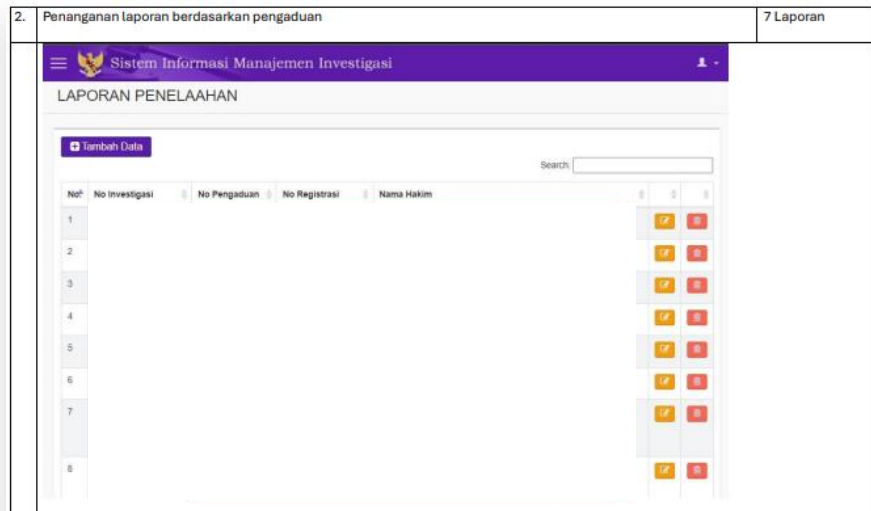 2. Penanganan laporan berdasarkan pengaduan 7 Laporan
Sistem Informasi Manajemen Investigasi
LAPORAN PENELAAHAN
Tambah Data
Search:
No No Investigasi No Pengaduan No Registrasi Nama Hakim
1
2
3
4
5
6
7
8